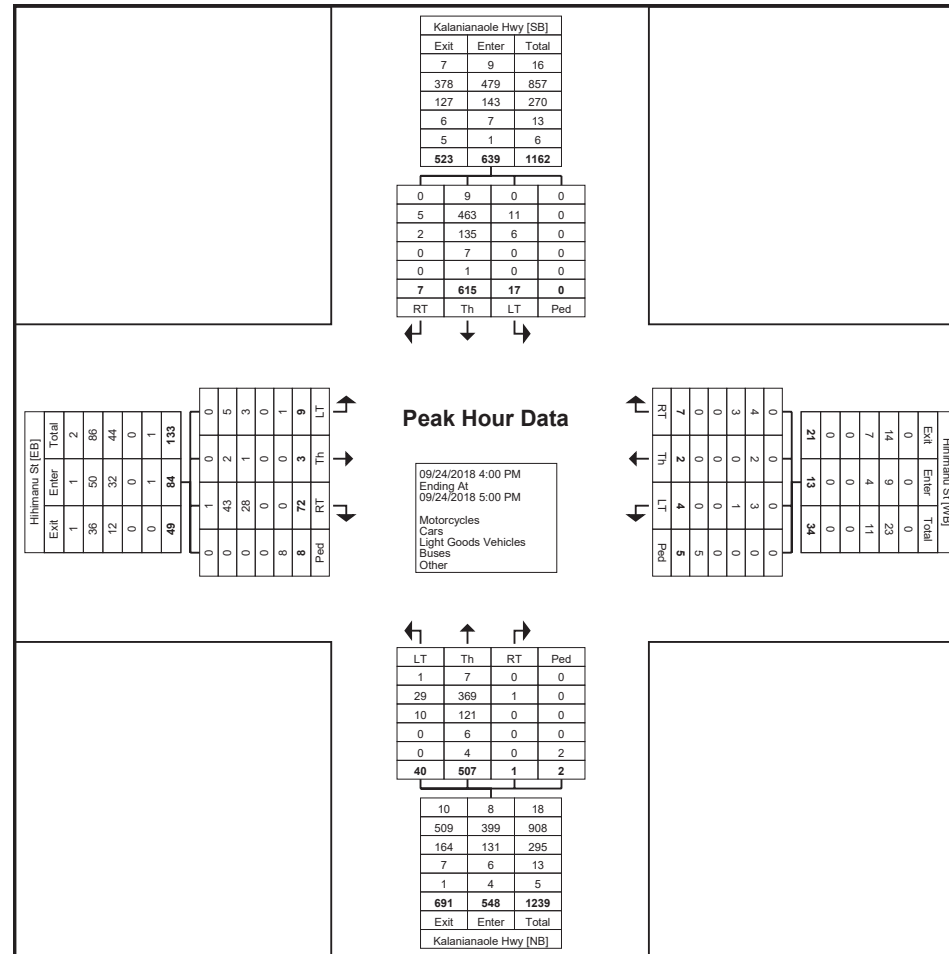 Kalanianaole Hwy [SB]
Exit Enter Total
7 9 16
378 479 857
127 143 270
6 7 13
5 1 6
523 639 1162
0 9 0 0
5 463 11 0
2 135 6 0
0 7 0 0
0 1 0 0
7 615 17 0
RT Th LT Ped
Hihimanu St [EB]
Exit Enter Total
1 1 2
36 50 86
12 32 44
0 0 0
0 1 1
49 84 133
0 0 1 0
5 2 43 0
3 1 28 0
0 0 0 0
1 0 0 8
9 3 72 8
LT Th RT Ped
Peak Hour Data
09/24/2018 4:00 PM
Ending At
09/24/2018 5:00 PM
Motorcycles
Cars
Light Goods Vehicles
Buses
Other
Hihimanu St [WB]
Exit Enter Total
0 0 0
14 9 23
7 4 11
0 0 0
0 0 0
21 13 34
0 0 0 0
4 2 3 0
3 0 1 0
0 0 0 0
0 0 0 5
7 2 4 5
RT Th LT Ped
LT Th RT Ped
1 7 0 0
29 369 1 0
10 121 0 0
0 6 0 0
0 4 0 2
40 507 1 2
10 8 18
509 399 908
164 131 295
7 6 13
1 4 5
691 548 1239
Exit Enter Total
Kalanianaole Hwy [NB]